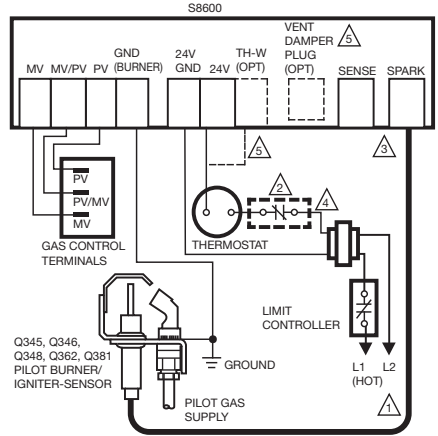 S8600
VENT
DAMPER
PLUG
(OPT)
5
GND
(BURNER)
24V
GND
TH-W
(OPT)
MV
MV/PV
PV
24V
SENSE
SPARK
3
5
2
4
PV
PV/MV
MV
GAS CONTROL
TERMINALS
THERMOSTAT
LIMIT
CONTROLLER
Q345, Q346,
Q348, Q362, Q381
PILOT BURNER/
IGNITER-SENSOR
GROUND
L1
(HOT)
L2
PILOT GAS
SUPPLY
1